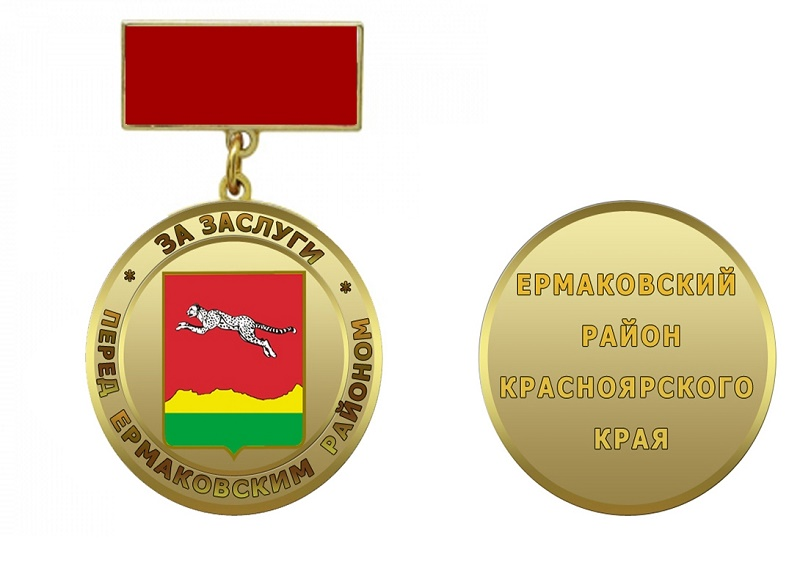 ЗА ЗАСЛУГИ
* ПЕРЕД ЕРМАКОВСКИМ РАЙОНОМ *
ЕРМАКОВСКИЙ
РАЙОН
КРАСНОЯРСКОГО
КРАЯ